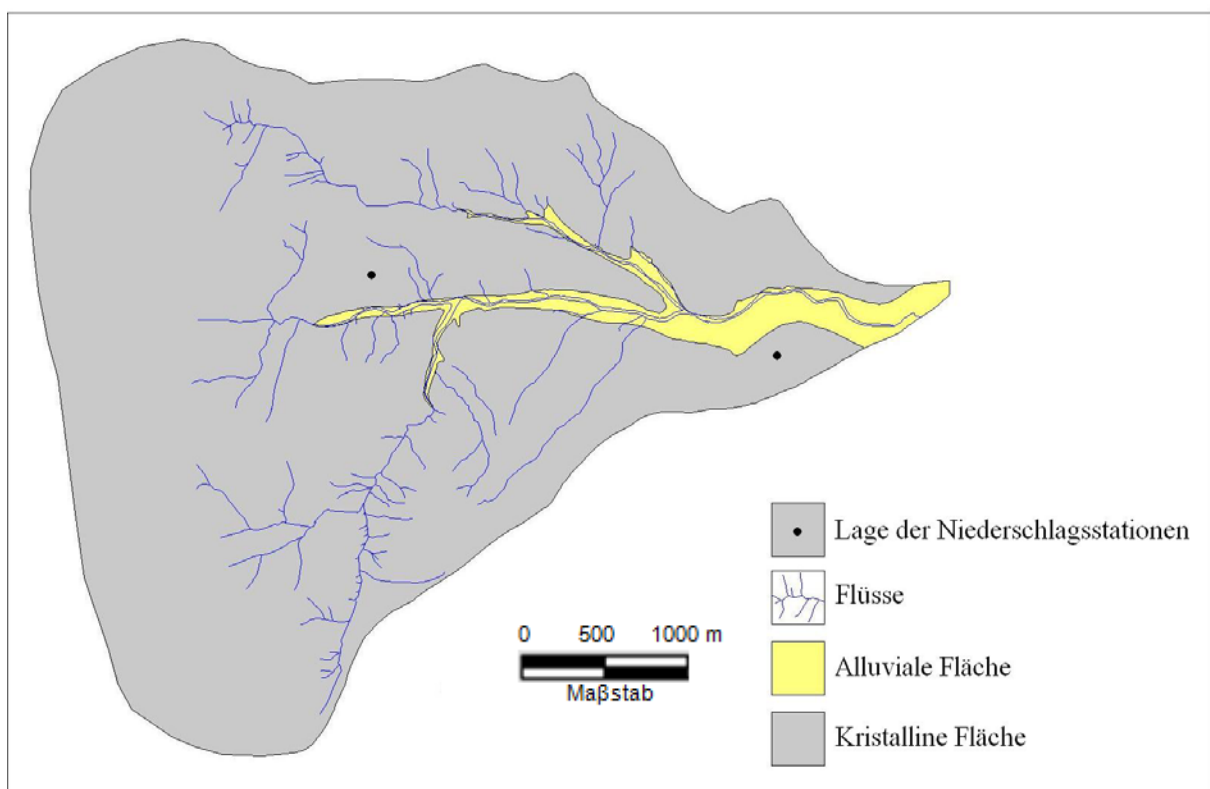 Lage der Niederschlagsstationen
Flüsse
0 500 1000 m
Alluviale Fläche
Maβstab
Kristalline Fläche